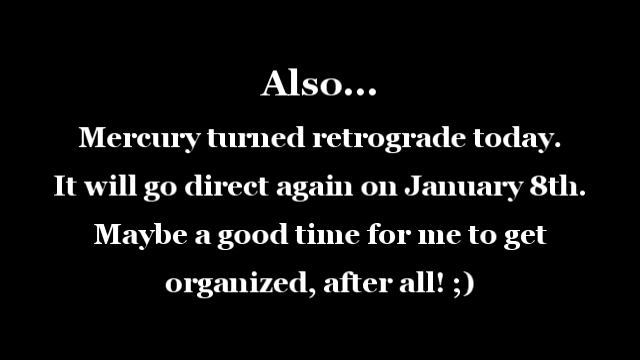 Also...
Mercury turned retrograde today.
It will go direct again on January 8th.
Maybe a good time for me to get
organized, after all! ;)